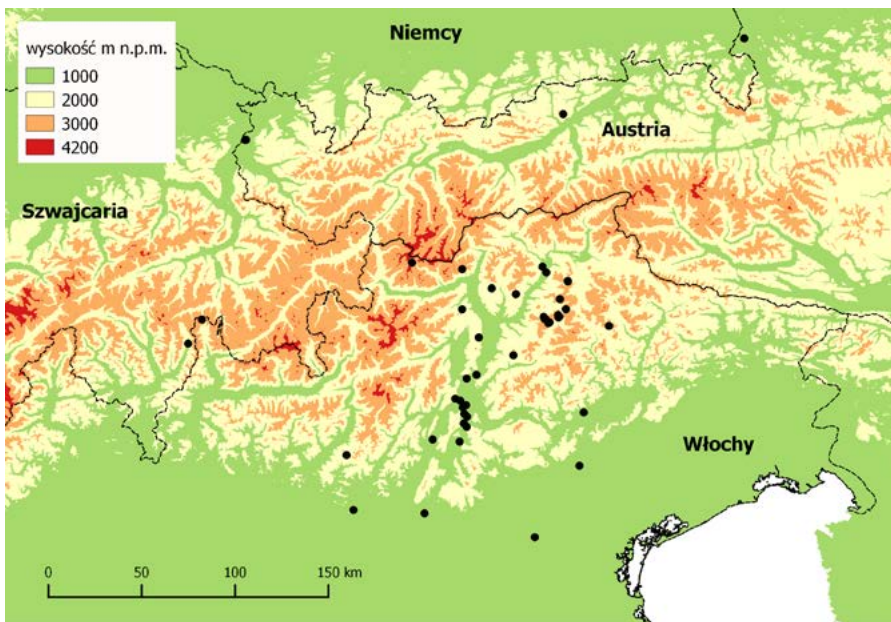 wysokość m n.p.m.
1000
2000
3000
4200
Niemcy
Austria
Szwajcaria
Włochy
0 50 100 150 km